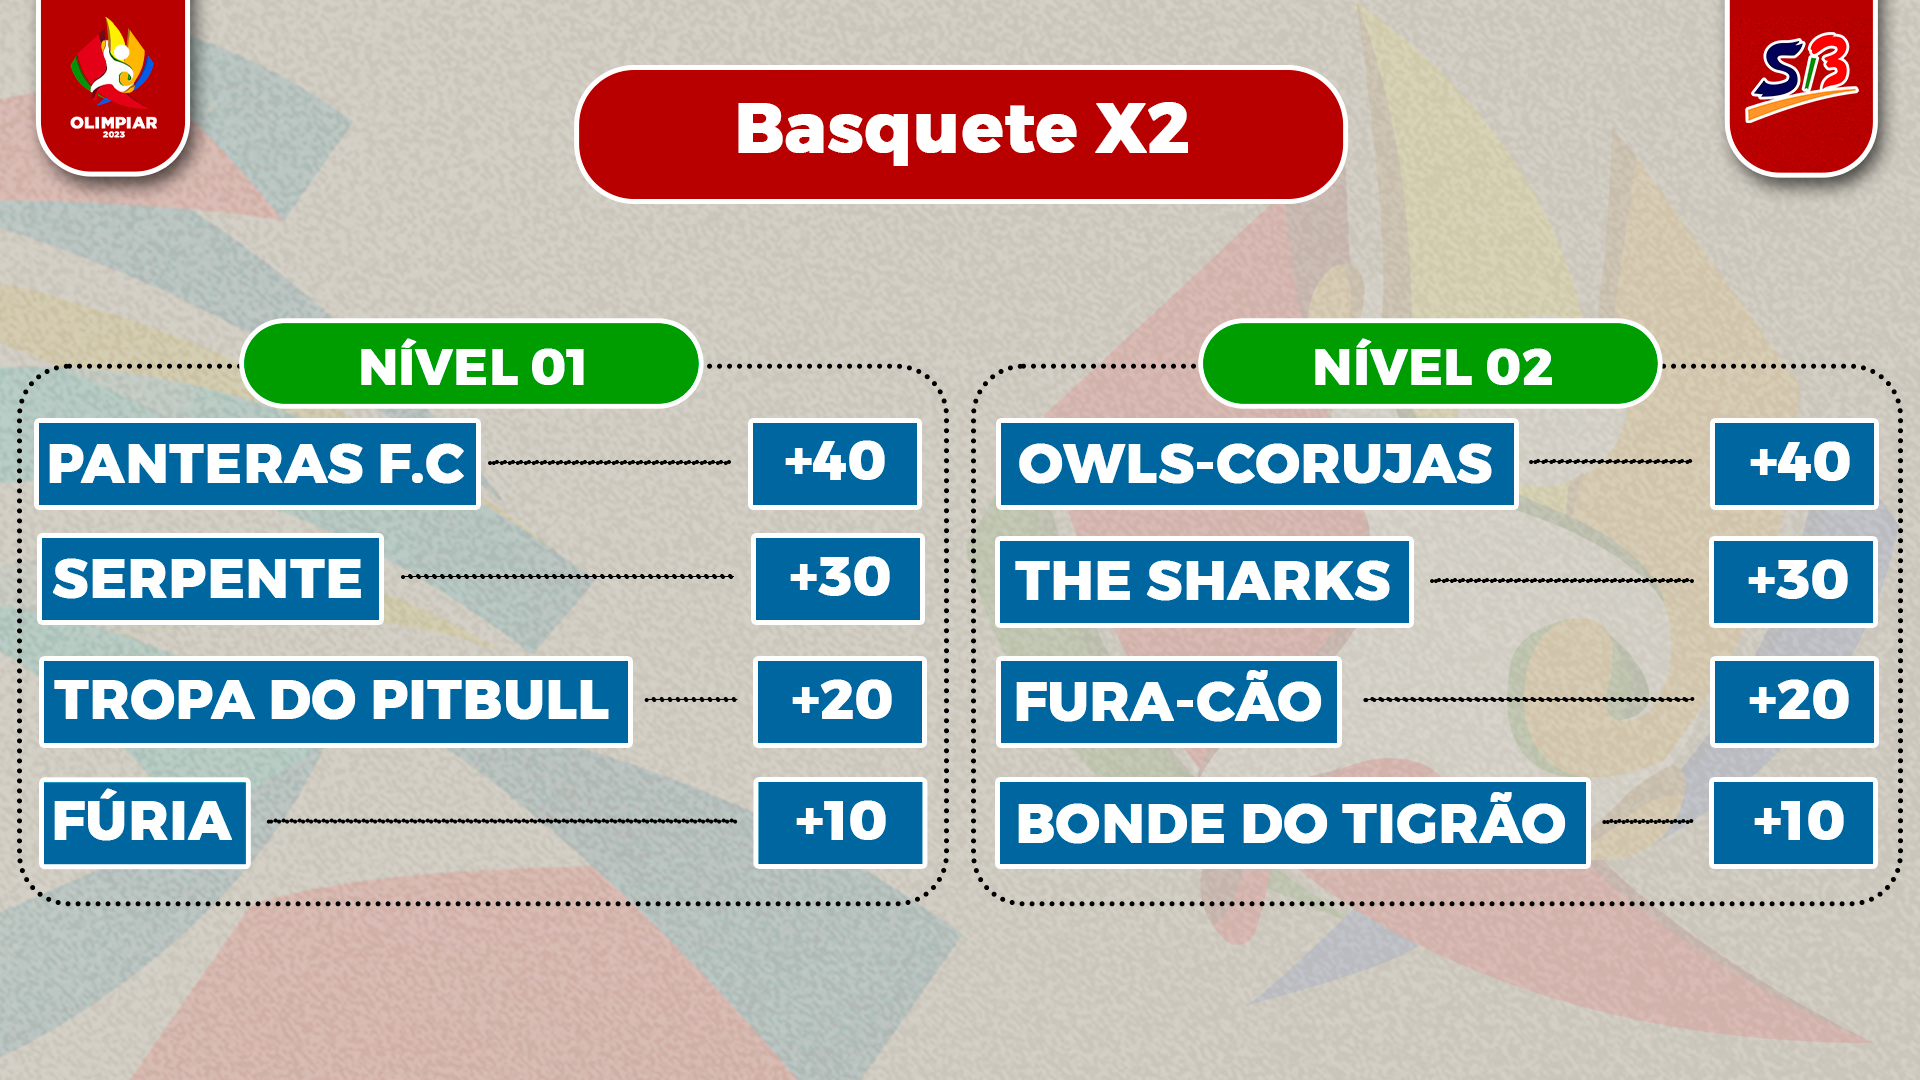 OLIMPIAR
2023
SIB
Basquete X2
NÍVEL 01
PANTERAS F.C +40
SERPENTE +30
TROPA DO PITBULL +20
FÚRIA +10
NÍVEL 02
OWLS-CORUJAS +40
THE SHARKS +30
FURA-CÃO +20
BONDE DO TIGRÃO +10